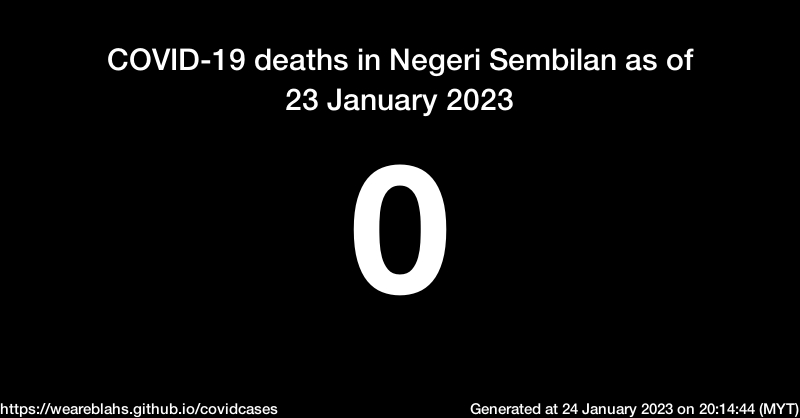 COVID-19 deaths in Negeri Sembilan as of
23 January 2023
0
https://weareblahs.github.io/covidcases
Generated at 24 January 2023 on 20:14:44 (MYT)